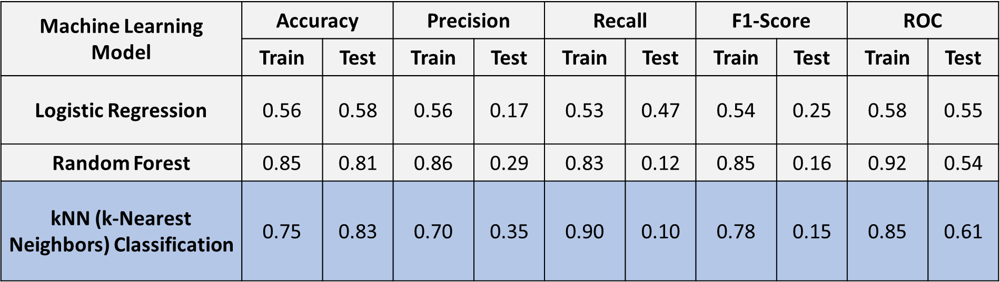 Machine Learning
Model
Accuracy Precision Recall F1-Score ROC
Train Test Train Test Train Test Train Test Train Test
Logistic Regression 0.56 0.58 0.56 0.17 0.53 0.47 0.54 0.25 0.58 0.55
Random Forest 0.85 0.81 0.86 0.29 0.83 0.12 0.85 0.16 0.92 0.54
kNN (k-Nearest
Neighbors) Classification 0.75 0.83 0.70 0.35 0.90 0.10 0.78 0.15 0.85 0.61